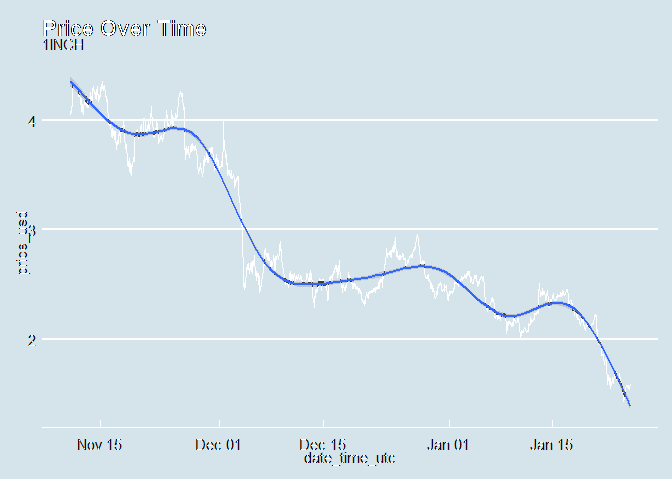 Price Over Time
1INCH
4
3
2
price_usd
Nov 15
Dec 01
Dec 15
Jan 01
Jan 15
date_time_utc